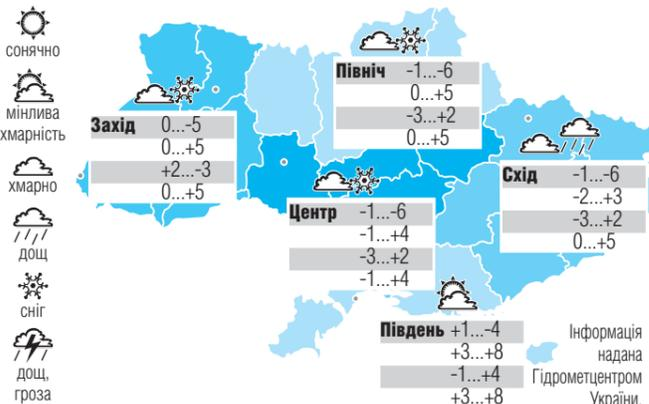 сонячно
мінлива
хмарність
хмарно
дощ
сніг
дощ,
гроза
Північ -1...-6
0...+5
-3...+2
0...+5
Захід 0...-5
0...+5
+2...-3
0...+5
Схід -1...-6
-2...+3
-3...+2
0...+5
Центр -1...-6
-1...+4
-3...+2
-1...+4
Південь +1...-4
+3...+8
-1...+4
+3...+8
Інформація
надана
Гідрометцентром
України.